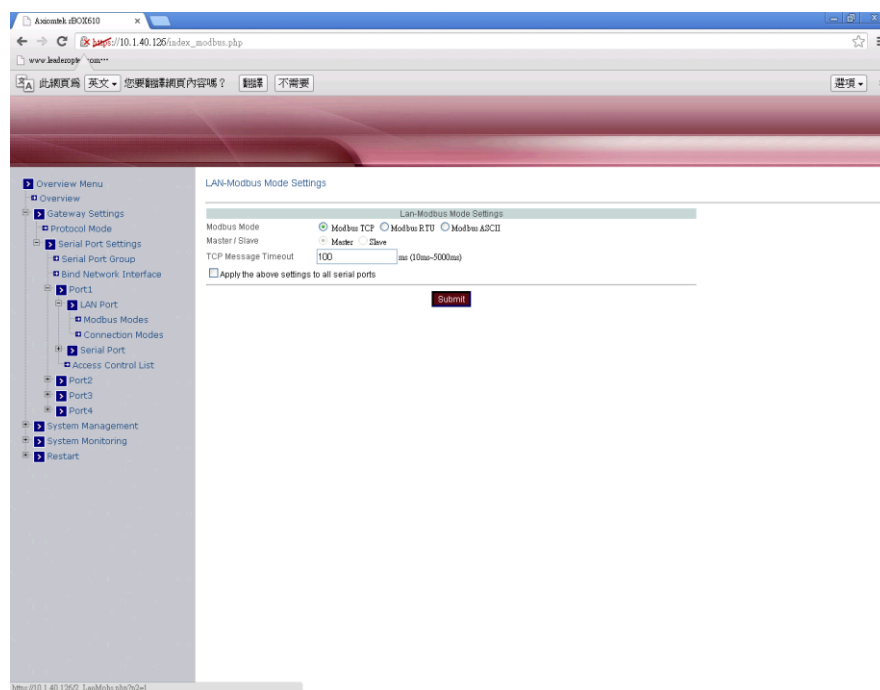 Axiomtek rBOX610
https://10.1.40.126/index_modbus.php
此網頁為 英文 您要翻譯網頁內容嗎？ 翻譯 不需要 選項
Overview Menu
Overview
Gateway Settings
Protocol Mode
Serial Port Settings
Serial Port Group
Bind Network Interface
Port1
LAN Port
Modbus Modes
Connection Modes
Serial Port
Access Control List
Port2
Port3
Port4
System Management
System Monitoring
Restart
LAN-Modbus Mode Settings
Lan-Modbus Mode Settings
Modbus Mode Modbus TCP Modbus RTU Modbus ASCII
Master / Slave Master Slave
TCP Message Timeout 100 ms (10ms~5000ms)
Apply the above settings to all serial ports
Submit